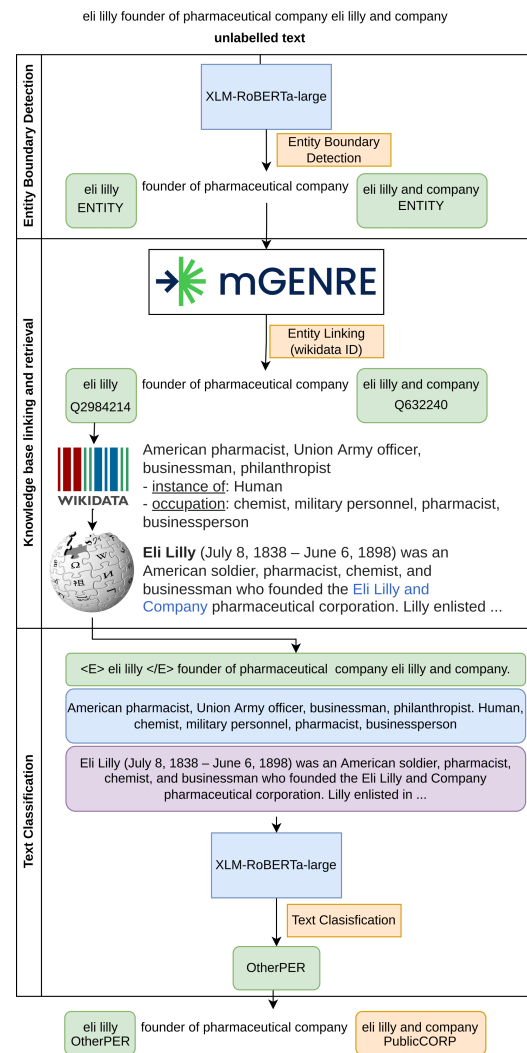 eli lilly founder of pharmaceutical company eli lilly and company
unlabelled text
Entity Boundary Detection
XLM-RoBERTa-large
Entity Boundary
Detection
eli lilly
ENTITY
founder of pharmaceutical company
eli lilly and company
ENTITY
Knowledge base linking and retrieval
mGENRE
Entity Linking
(wikidata ID)
eli lilly
Q2984214
founder of pharmaceutical company
eli lilly and company
Q632240
WIKIDATA
American pharmacist, Union Army officer,
businessman, philanthropist
- instance of: Human
- occupation: chemist, military personnel, pharmacist,
businessperson
Eli Lilly (July 8, 1838 – June 6, 1898) was an
American soldier, pharmacist, chemist, and
businessman who founded the Eli Lilly and
Company pharmaceutical corporation. Lilly enlisted ...
Text Classification
<E> eli lilly </E> founder of pharmaceutical company eli lilly and company.
American pharmacist, Union Army officer, businessman, philanthropist. Human,
chemist, military personnel, pharmacist, businessperson
Eli Lilly (July 8, 1838 – June 6, 1898) was an American soldier, pharmacist,
chemist, and businessman who founded the Eli Lilly and Company
pharmaceutical corporation. Lilly enlisted in ...
XLM-RoBERTa-large
Text Clasisfication
OtherPER
eli lilly
OtherPER
founder of pharmaceutical company
eli lilly and company
PublicCORP